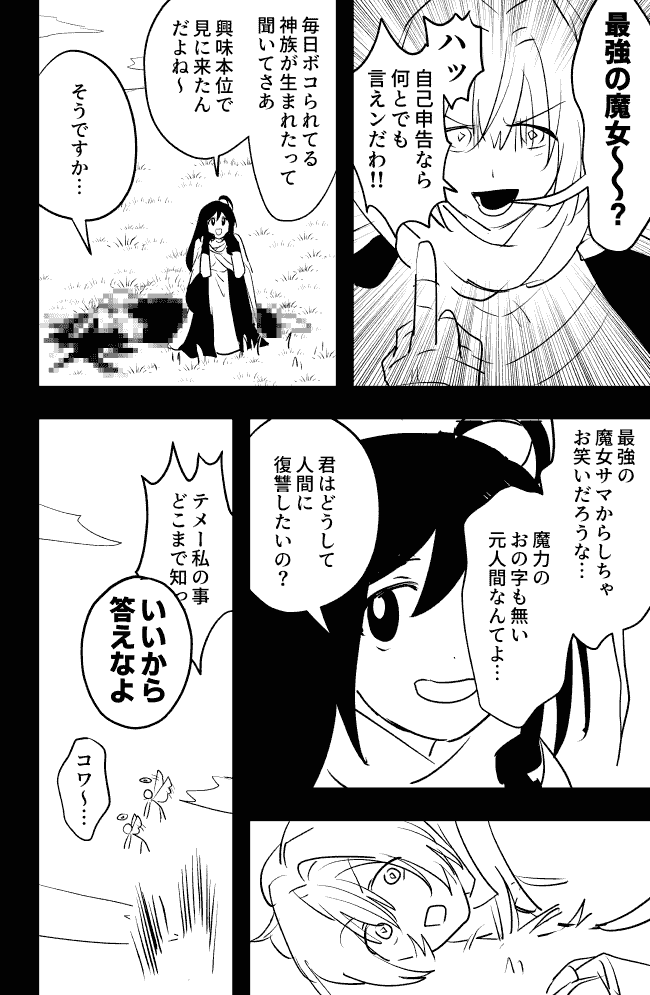 最強の魔女～～?
ハッ
自己申告なら
何とでも
言えンだわ!!
毎日ボコられてる
神族が生まれたって
聞いてさあ
興味本位で
見に来たん
だよね～
そうですか…
最強の
魔女サマからしちゃ
お笑いだろうな…
魔力の
おの字も無い
元人間なんてよ…
君はどうして
人間に
復讐したいの?
テメー私の事
どこまで知っ
いいから
答えなよ
コワ～…